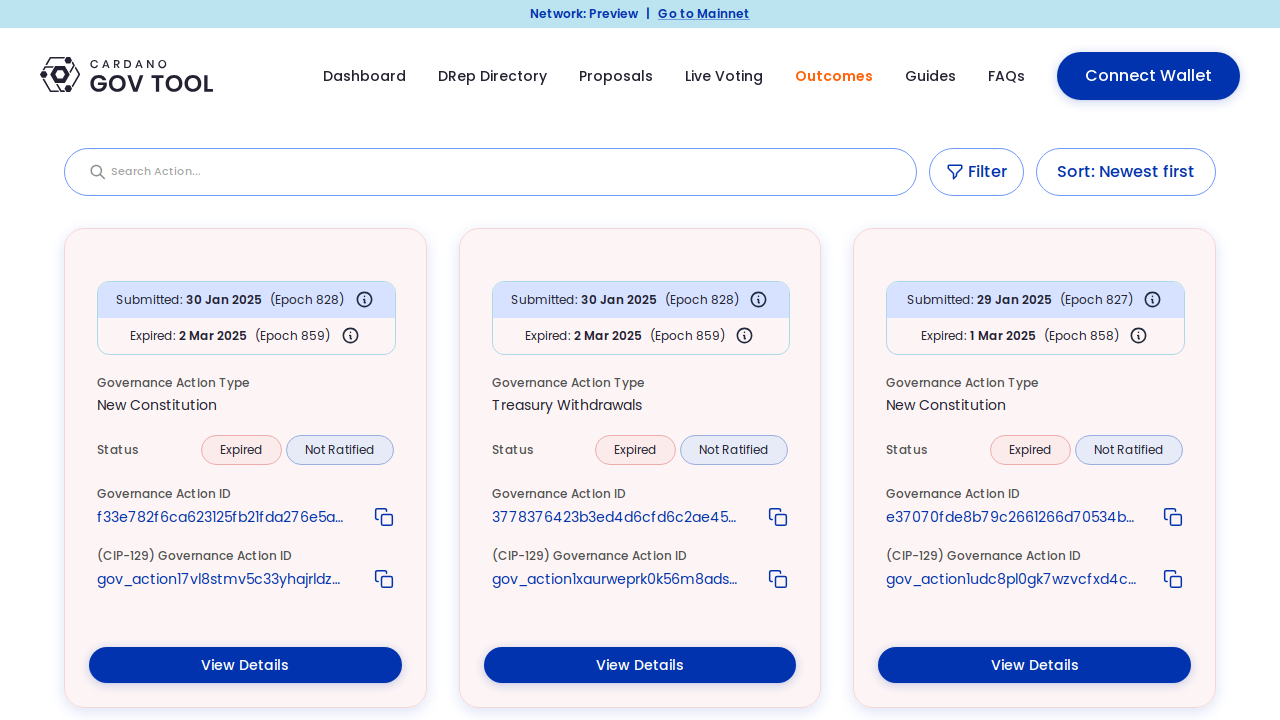 Network: Preview | Go to Mainnet
CARDANO
GOV TOOL
Dashboard DRep Directory Proposals Live Voting Outcomes Guides FAQs Connect Wallet
Search Action... Filter Sort: Newest first
Submitted: 30 Jan 2025 (Epoch 828)
Expired: 2 Mar 2025 (Epoch 859)
Governance Action Type
New Constitution
Status Expired Not Ratified
Governance Action ID
f33e782f6ca623125fb21fda276e5a...
(CIP-129) Governance Action ID
gov_action17vl8stmv5c33yhajrldz...
View Details
Submitted: 30 Jan 2025 (Epoch 828)
Expired: 2 Mar 2025 (Epoch 859)
Governance Action Type
Treasury Withdrawals
Status Expired Not Ratified
Governance Action ID
3778376423b3ed4d6cfd6c2ae45...
(CIP-129) Governance Action ID
gov_action1xaurweprk0k56m8ads...
View Details
Submitted: 29 Jan 2025 (Epoch 827)
Expired: 1 Mar 2025 (Epoch 858)
Governance Action Type
New Constitution
Status Expired Not Ratified
Governance Action ID
e37070fde8b79c2661266d70534b...
(CIP-129) Governance Action ID
gov_action1udc8pl0gk7wzvcfxd4c...
View Details